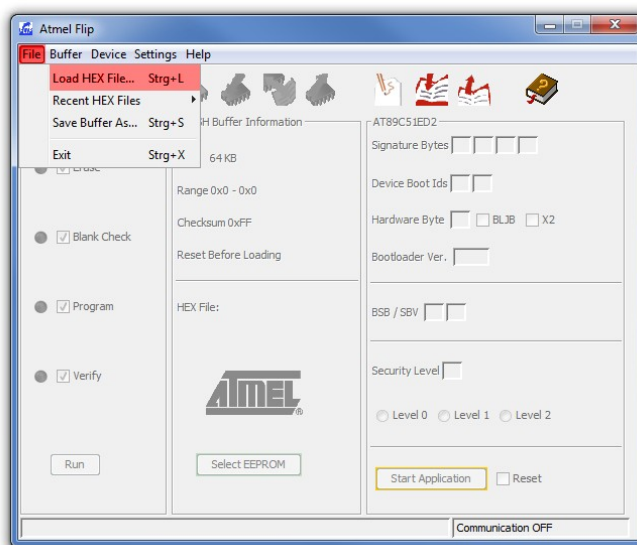 Atmel Flip
File Buffer Device Settings Help
Load HEX File... Strg+L
Recent HEX Files
Save Buffer As... Strg+S
Exit Strg+X
Erase
Blank Check
Program
Verify
Run
Buffer Information
64 KB
Range 0x0 - 0x0
Checksum 0xFF
Reset Before Loading
HEX File:
ATMEL
®
Select EEPROM
AT89C51ED2
Signature Bytes
Device Boot Ids
Hardware Byte BLJB X2
Bootloader Ver.
BSB / SBV
Security Level
Level 0 Level 1 Level 2
Start Application Reset
Communication OFF